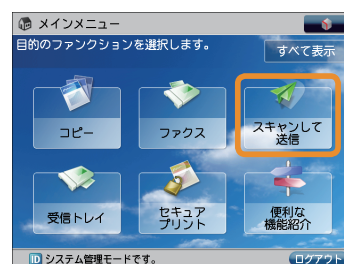 メインメニュー
目的のファンクションを選択します。
すべて表示
コピー
ファクス
スキャンして
送信
受信トレイ
セキュア
プリント
便利な
機能紹介
ID システム管理モードです。
ログアウト